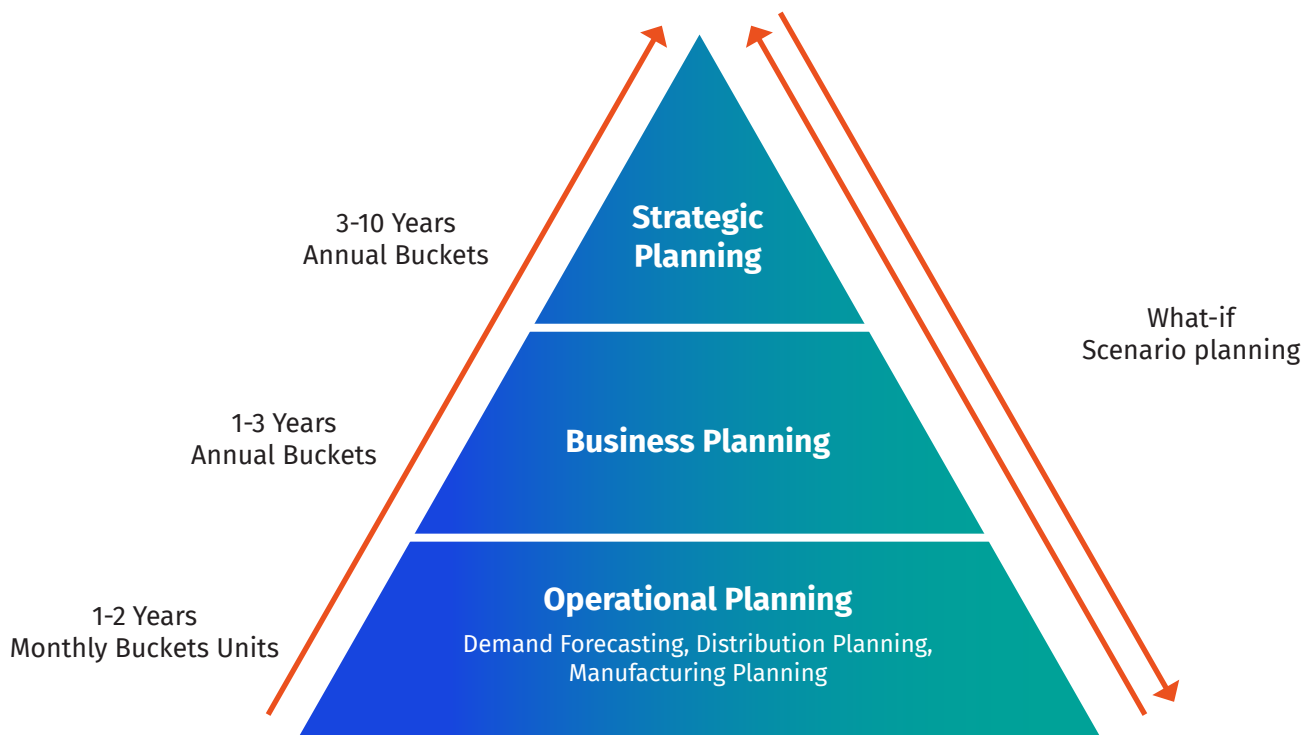 3-10 Years
Annual Buckets
Strategic
Planning
What-if
Scenario planning
1-3 Years
Annual Buckets
Business Planning
1-2 Years
Monthly Buckets Units
Operational Planning
Demand Forecasting, Distribution Planning,
Manufacturing Planning